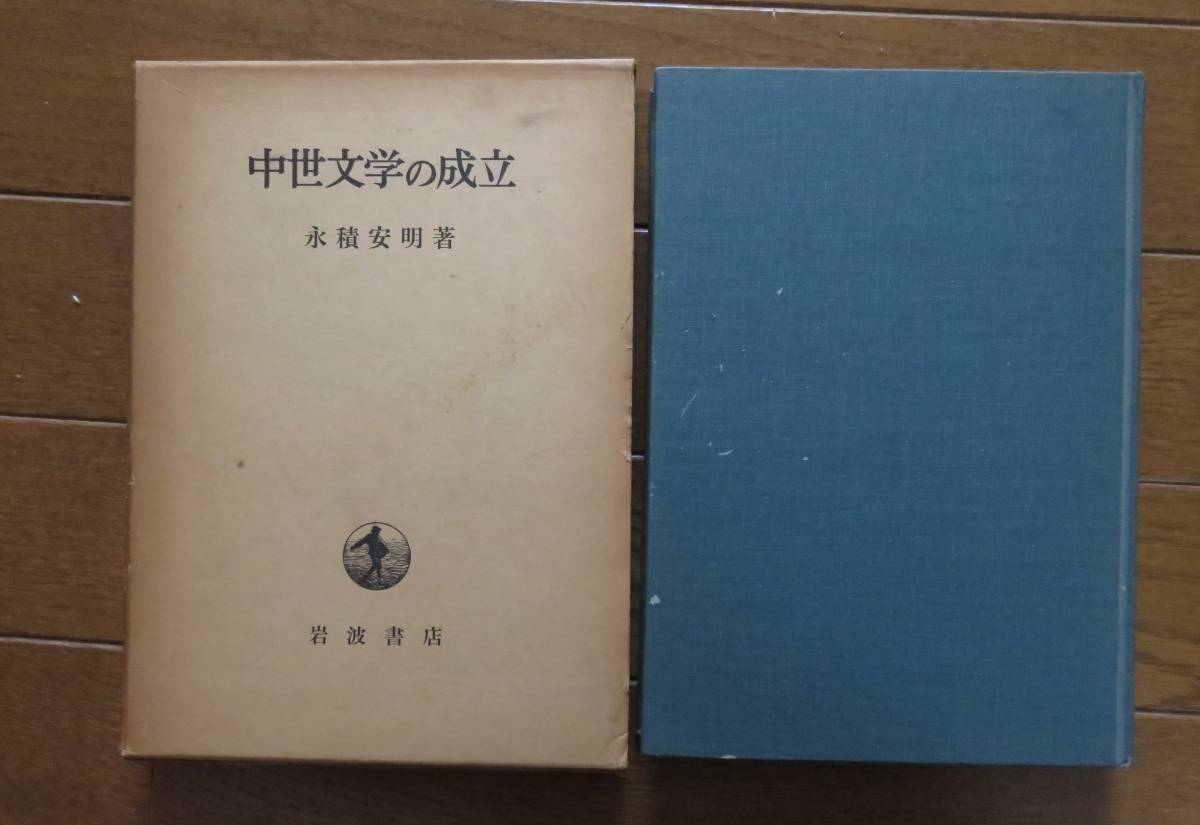 中世文学の成立
永積安明著
岩波書店